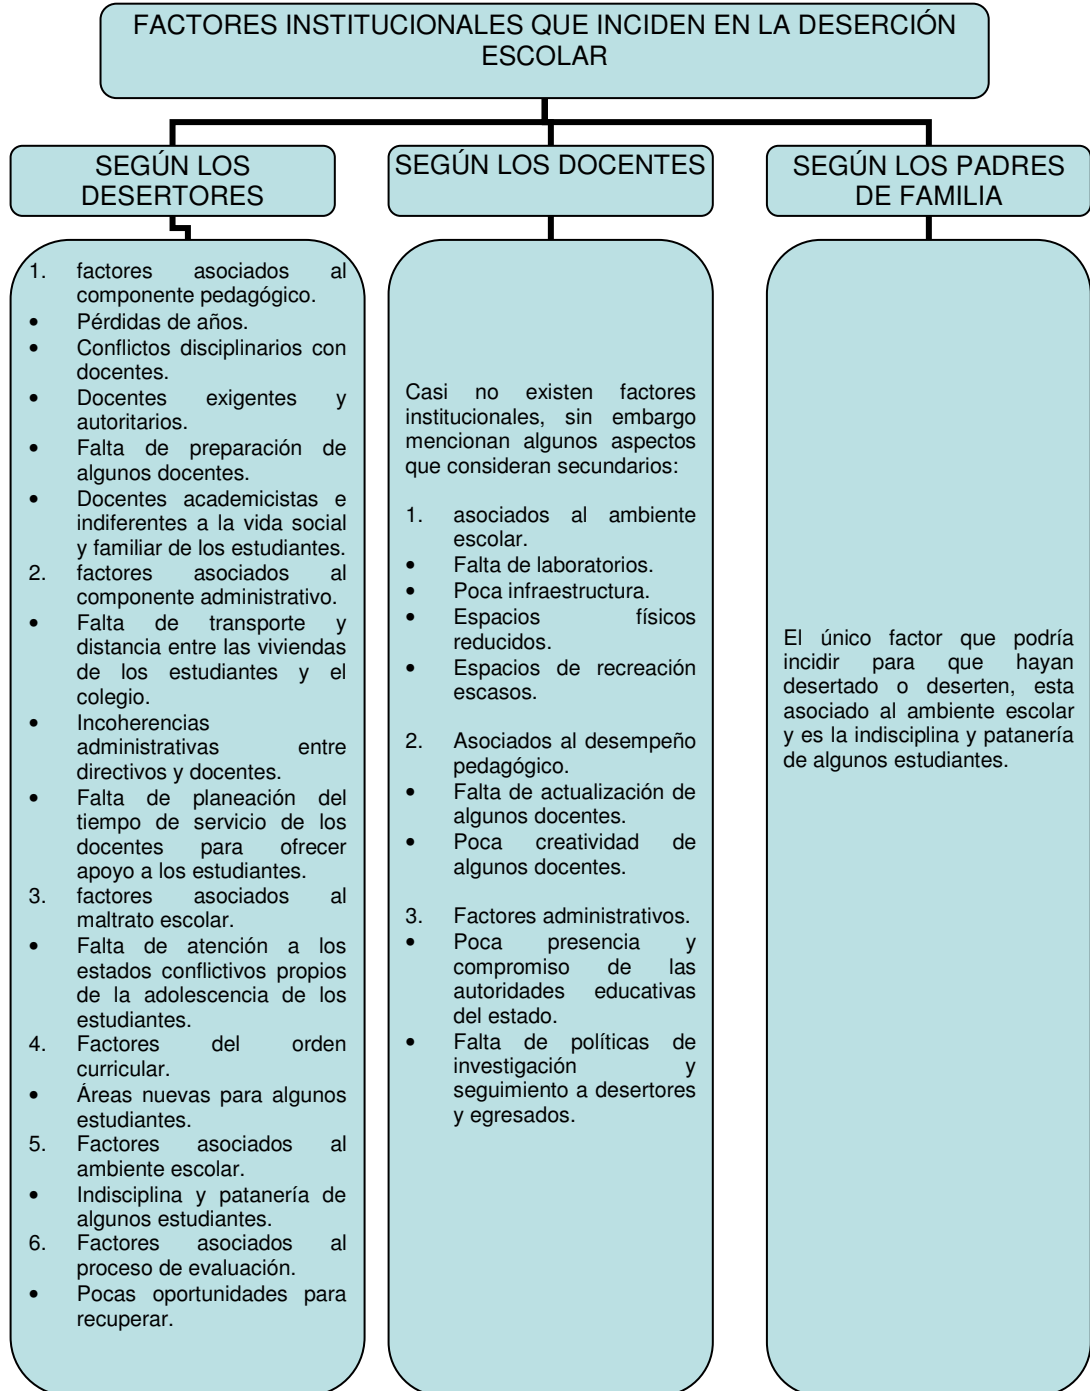 FACTORES INSTITUCIONALES QUE INCIDEN EN LA DESERCIÓN
ESCOLAR
SEGÚN LOS
DESERTORES
1. factores asociados al
componente pedagógico.
• Pérdidas de años.
• Conflictos disciplinarios con
docentes.
• Docentes exigentes y
autoritarios.
• Falta de preparación de
algunos docentes.
• Docentes academicistas e
indiferentes a la vida social
y familiar de los estudiantes.
2. factores asociados al
componente administrativo.
• Falta de transporte y
distancia entre las viviendas
de los estudiantes y el
colegio.
• Incoherencias
administrativas entre
directivos y docentes.
• Falta de planeación del
tiempo de servicio de los
docentes para ofrecer
apoyo a los estudiantes.
3. factores asociados al
maltrato escolar.
• Falta de atención a los
estados conflictivos propios
de la adolescencia de los
estudiantes.
4. Factores del orden
curricular.
• Áreas nuevas para algunos
estudiantes.
5. Factores asociados al
ambiente escolar.
• Indisciplina y patanería de
algunos estudiantes.
6. Factores asociados al
proceso de evaluación.
• Pocas oportunidades para
recuperar.
SEGÚN LOS DOCENTES
Casi no existen factores
institucionales, sin embargo
mencionan algunos aspectos
que consideran secundarios:
1. asociados al ambiente
escolar.
• Falta de laboratorios.
• Poca infraestructura.
• Espacios físicos
reducidos.
• Espacios de recreación
escasos.
2. Asociados al desempeño
pedagógico.
• Falta de actualización de
algunos docentes.
• Poca creatividad de
algunos docentes.
3. Factores administrativos.
• Poca presencia y
compromiso de las
autoridades educativas
del estado.
• Falta de políticas de
investigación y
seguimiento a desertores
y egresados.
SEGÚN LOS PADRES
DE FAMILIA
El único factor que podría
incidir para que hayan
desertado o deserten, esta
asociado al ambiente escolar
y es la indisciplina y patanería
de algunos estudiantes.